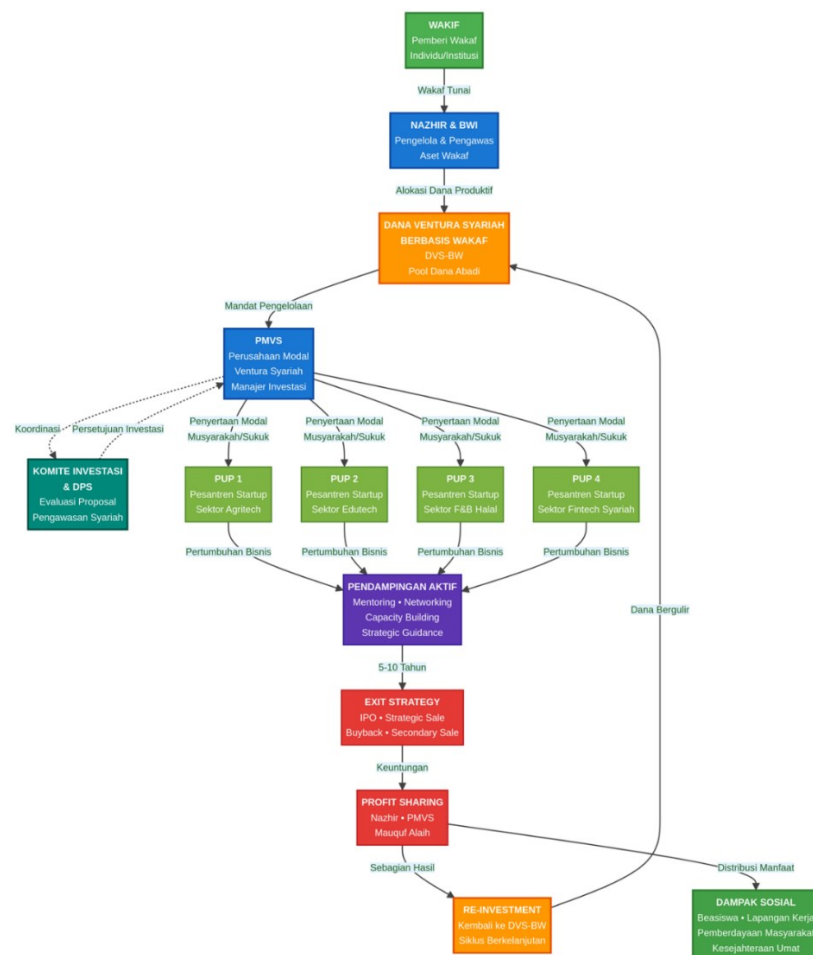 WAKIF
Pemberi Wakaf
Individu/Institusi
Wakaf Tunai
NAZHIR & BWI
Pengelola & Pengawas
Aset Wakaf
Alokasi Dana Produktif
DANA VENTURA SYARIAH
BERBASIS WAKAF
DVS-BW
Pool Dana Abadi
Mandat Pengelolaan
PMVS
Perusahaan Modal
Ventura Syariah
Manajer Investasi
Koordinasi
Persetujuan Investasi
Penyertaan Modal
Musyarakah/Sukuk
Penyertaan Modal
Musyarakah/Sukuk
Penyertaan Modal
Musyarakah/Sukuk
Penyertaan Modal
Musyarakah/Sukuk
KOMITE INVESTASI
& DPS
Evaluasi Proposal
Pengawasan Syariah
PUP 1
Pesantren Startup
Sektor Agritech
PUP 2
Pesantren Startup
Sektor Edutech
PUP 3
Pesantren Startup
Sektor F&B Halal
PUP 4
Pesantren Startup
Sektor Fintech Syariah
Pertumbuhan Bisnis
Pertumbuhan Bisnis
Pertumbuhan Bisnis
Pertumbuhan Bisnis
PENDAMPINGAN AKTIF
Mentoring • Networking
Capacity Building
Strategic Guidance
Dana Bergulir
5-10 Tahun
EXIT STRATEGY
IPO • Strategic Sale
Buyback • Secondary Sale
Keuntungan
PROFIT SHARING
Nazhir • PMVS
Mauquf Alaih
Sebagian Hasil
Distribusi Manfaat
RE-INVESTMENT
Kembali ke DVS-BW
Siklus Berkelanjutan
DAMPAK SOSIAL
Beasiswa • Lapangan Kerja
Pemberdayaan Masyarakat
Kesejahteraan Umat